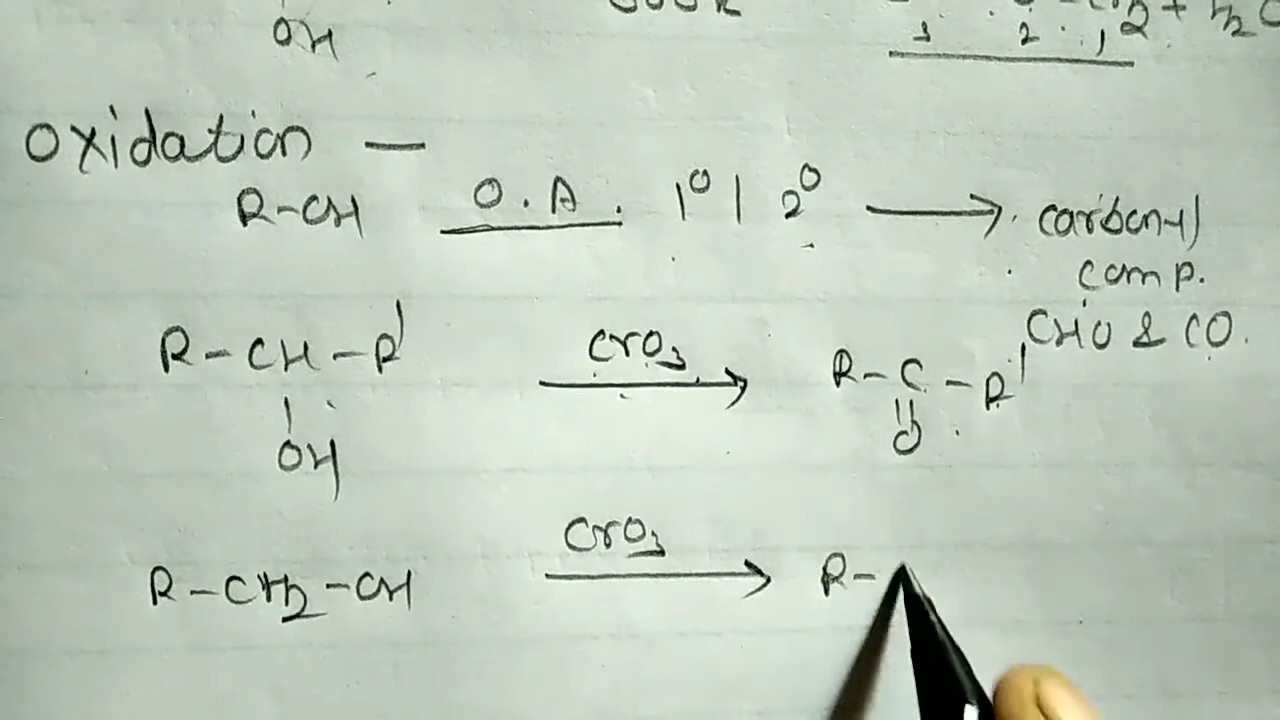 OH
Oxidation —
R-OH O.A. 1° | 2° ⟶ carbonyl
comp.
CHO & CO.
R-CH-R' CrO3 ⟶ R-C-R'
| ||
OH O
R-CH2-OH CrO3 ⟶ R-